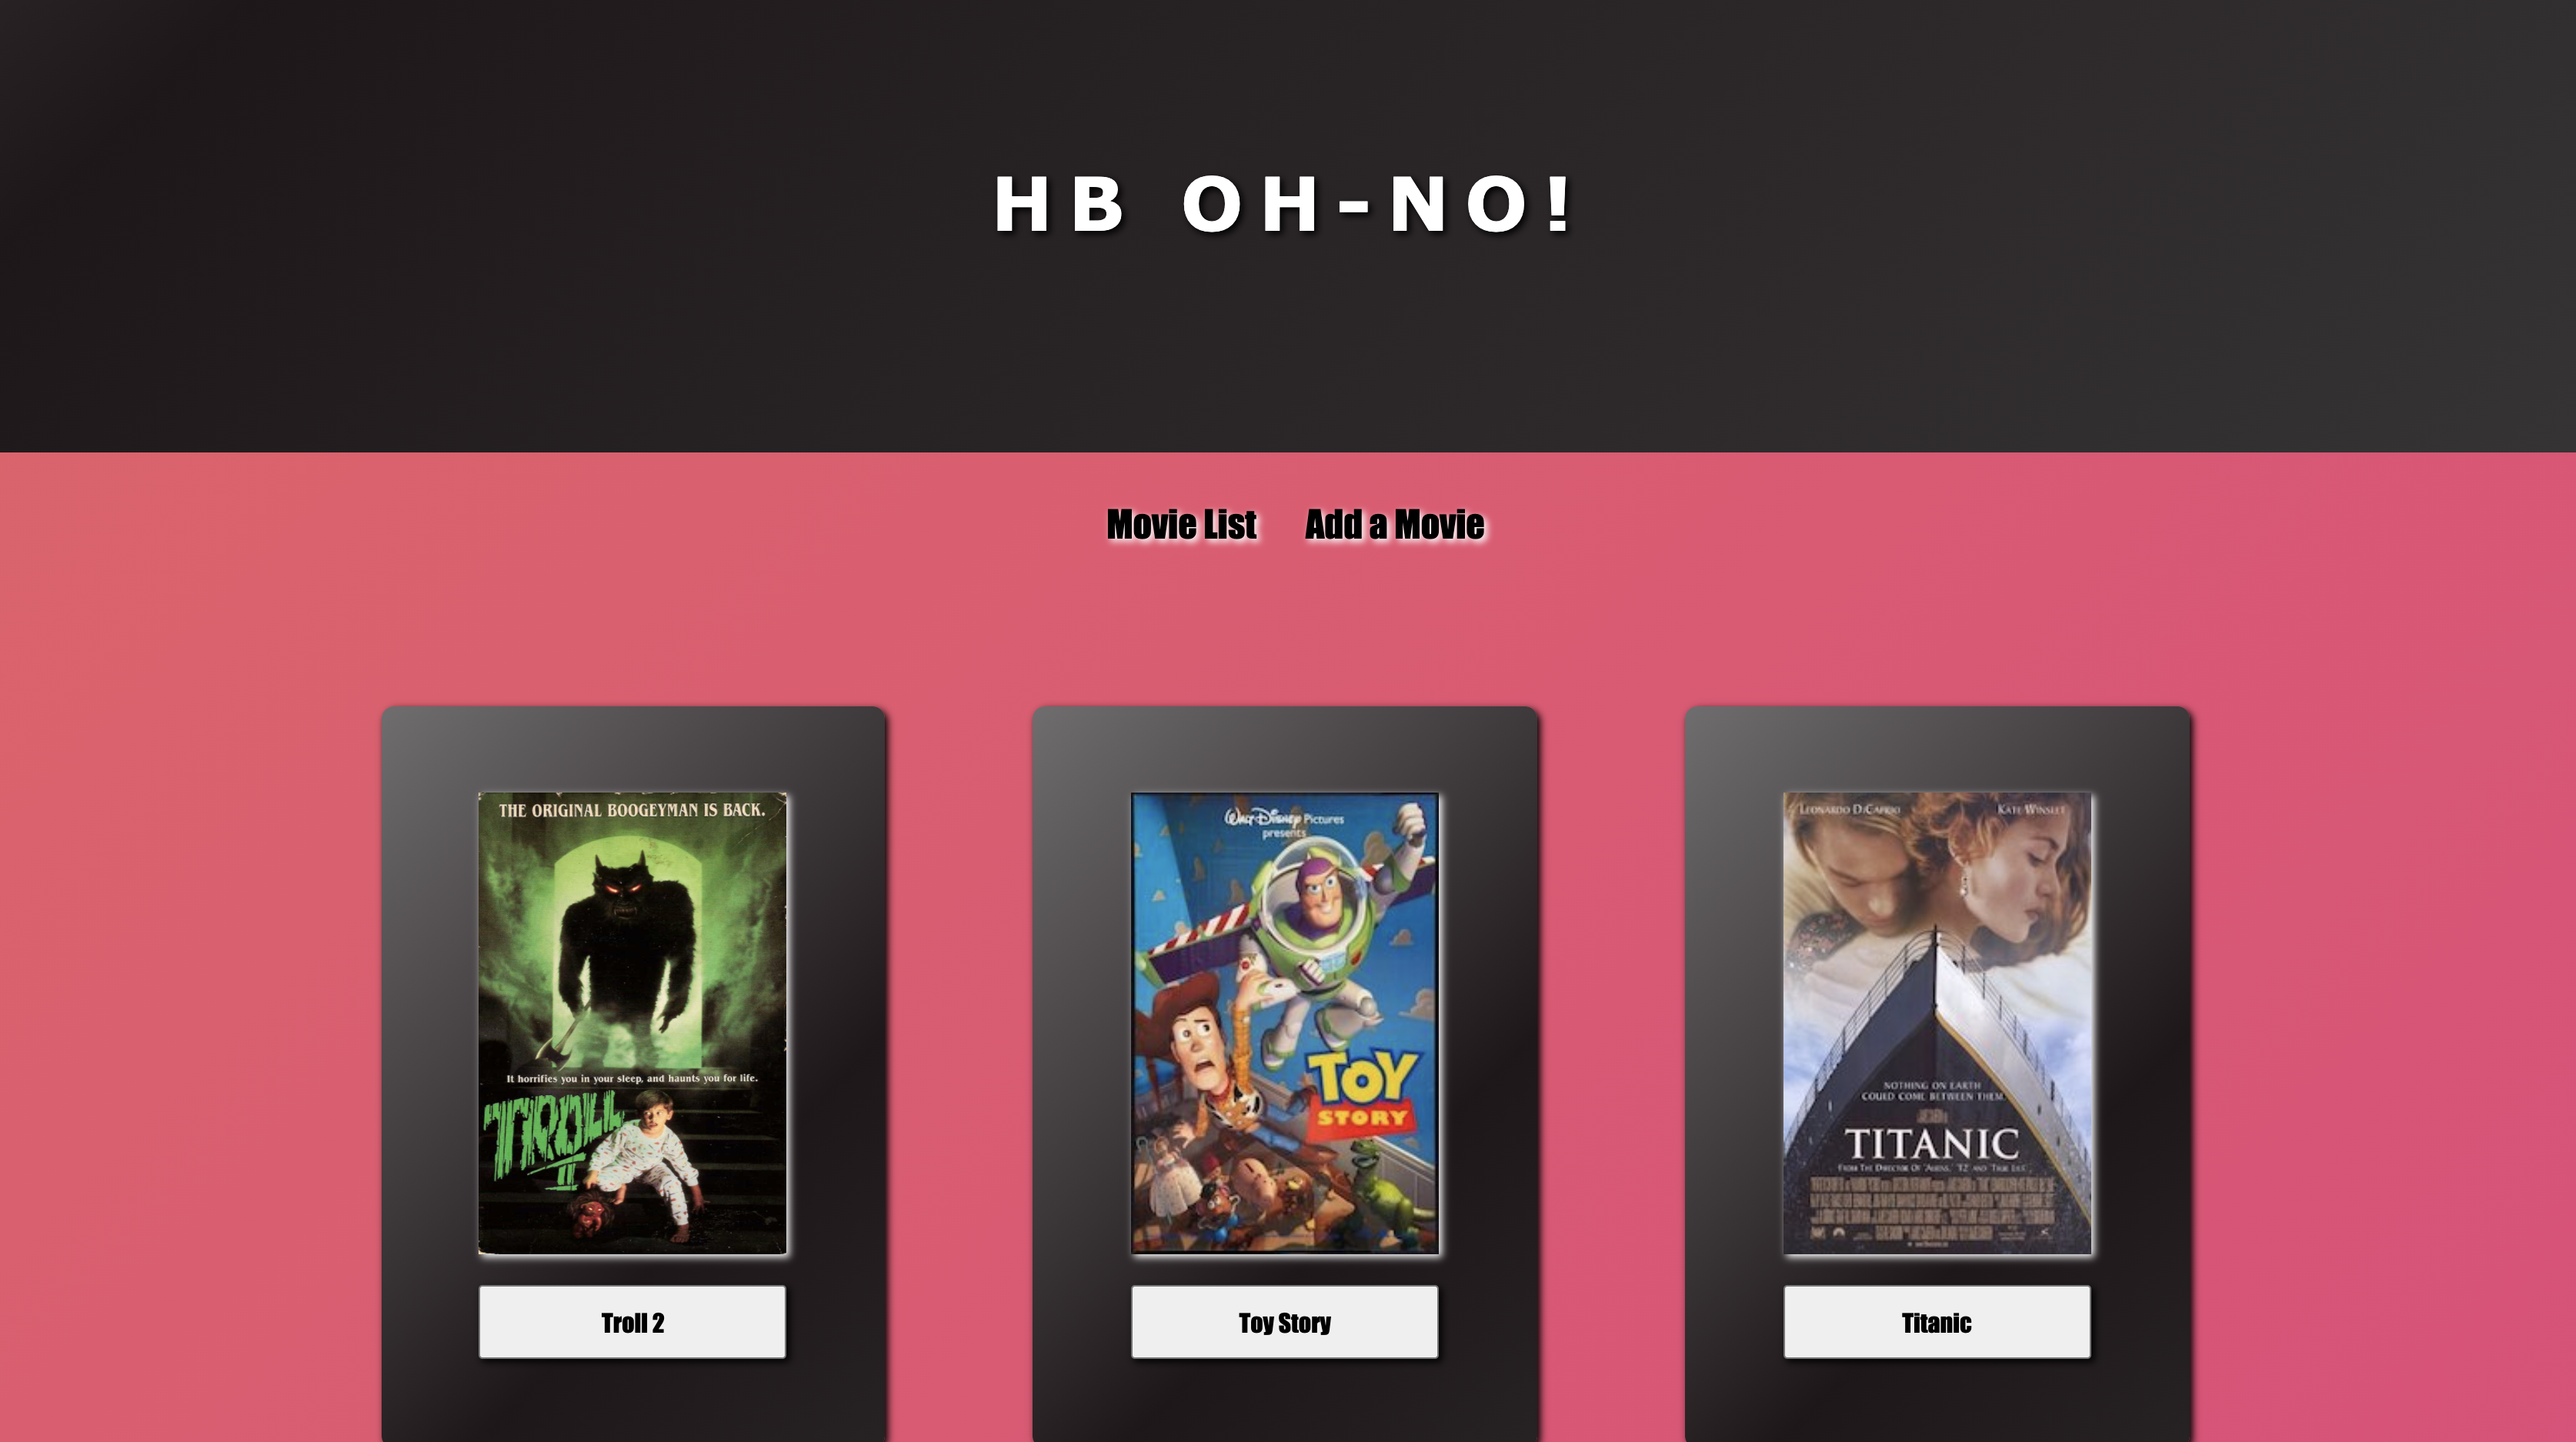 HB OH-NO!
Movie List Add a Movie
THE ORIGINAL BOOGEYMAN IS BACK.
It horrifies you in your sleep, and haunts you for life.
TROLL
II
Troll 2
Walt Disney Pictures
presents
TOY
STORY
Toy Story
LEONARDO DICAPRIO KATE WINSLET
NOTHING ON EARTH
COULD COME BETWEEN THEM.
TITANIC
FROM THE DIRECTOR OF 'ALIENS,' 'T2' AND 'TRUE LIES'
Titanic